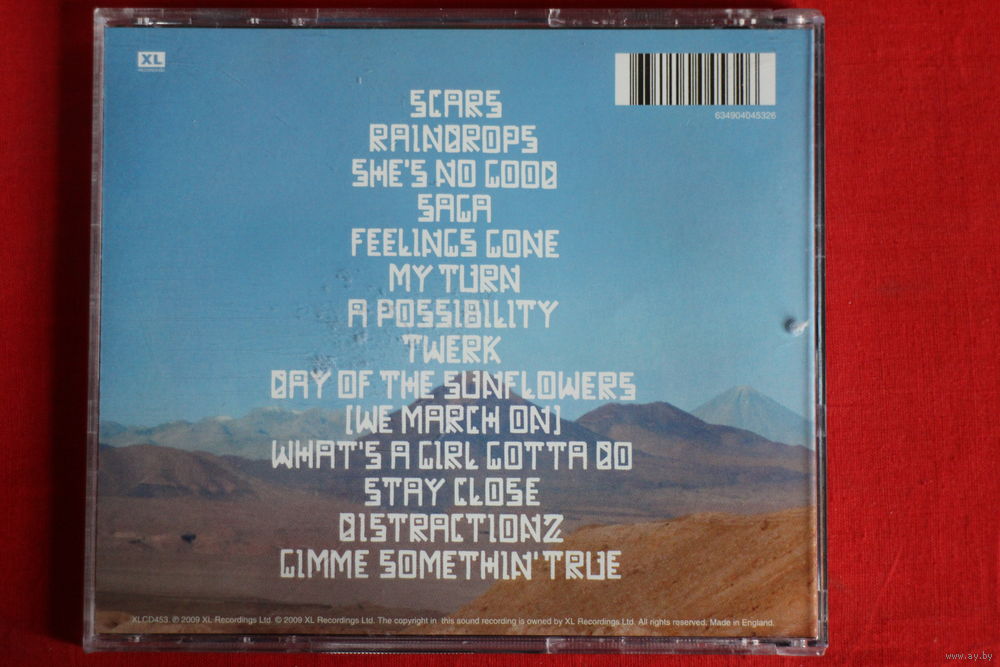 XL
RECORDINGS
634904045326
SCARS
RAINDROPS
SHE'S NO GOOD
SAGA
FEELINGS GONE
MY TURN
A POSSIBILITY
TWERK
DAY OF THE SUNFLOWERS
(WE MARCH ON)
WHAT'S A GIRL GOTTA DO
STAY CLOSE
DISTRACTIONZ
GIMME SOMETHIN' TRUE
XLCD453. ℗ 2009 XL Recordings Ltd. © 2009 XL Recordings Ltd. The copyright in this sound recording is owned by XL Recordings Ltd. All rights reserved. Made in England.
www.ay.by